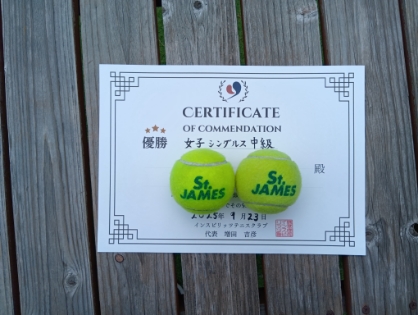 CERTIFICATE
OF COMMENDATION
優勝 女子シングルス中級
殿
St.
JAMES
St.
JAMES
2025年9月23日
インスピリッツテニスクラブ
代表 増田 吉彦